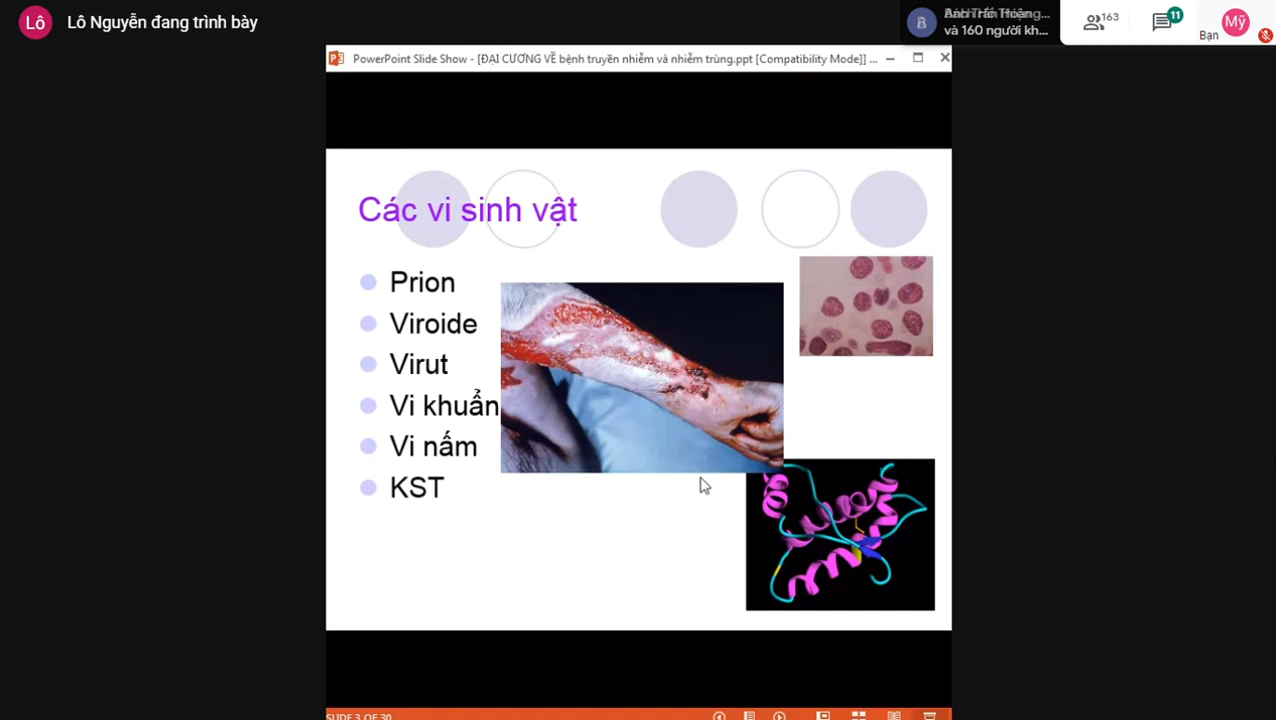 Lô
Lô Nguyễn đang trình bày
B
và 160 người kh...
163
11
Mỹ
Bạn
PowerPoint Slide Show - [ĐẠI CƯƠNG VỀ bệnh truyền nhiễm và nhiễm trùng.ppt [Compatibility Mode]] ...
Các vi sinh vật
Prion
Viroide
Virut
Vi khuẩn
Vi nấm
KST
SLIDE 3 OF 30